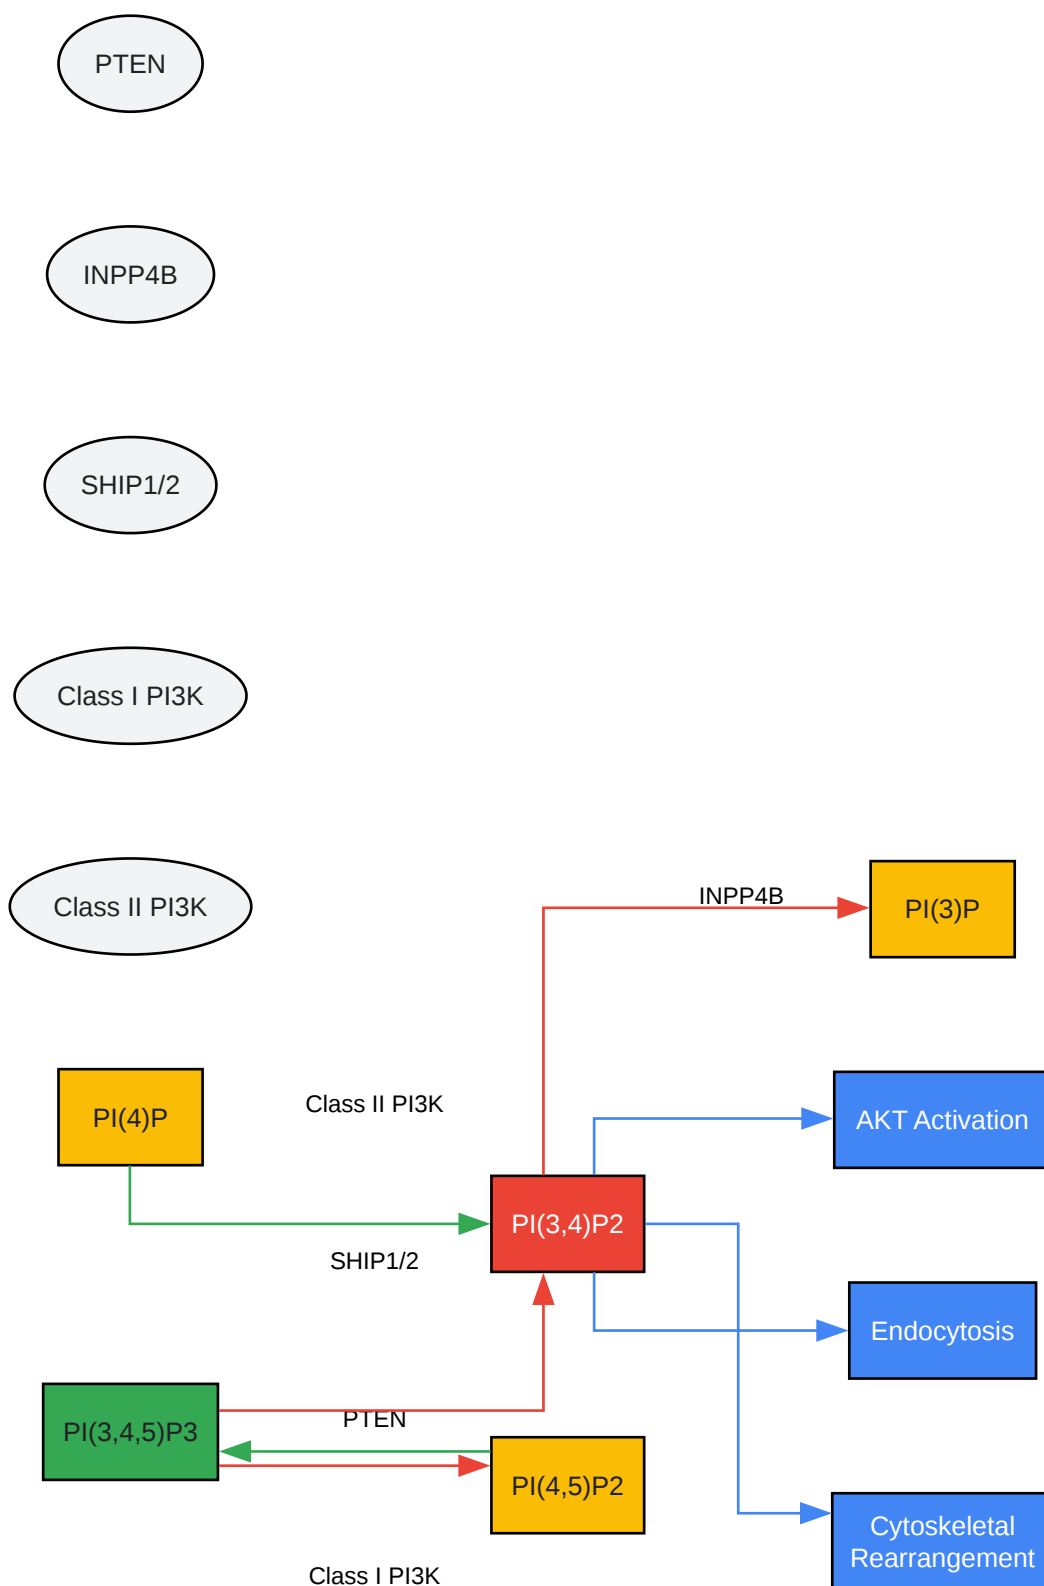 PTEN
INPP4B
SHIP1/2
Class I PI3K
Class II PI3K
INPP4B
PI(3)P
PI(4)P
Class II PI3K
AKT Activation
PI(3,4)P2
SHIP1/2
Endocytosis
PI(3,4,5)P3
PTEN
PI(4,5)P2
Cytoskeletal
Rearrangement
Class I PI3K